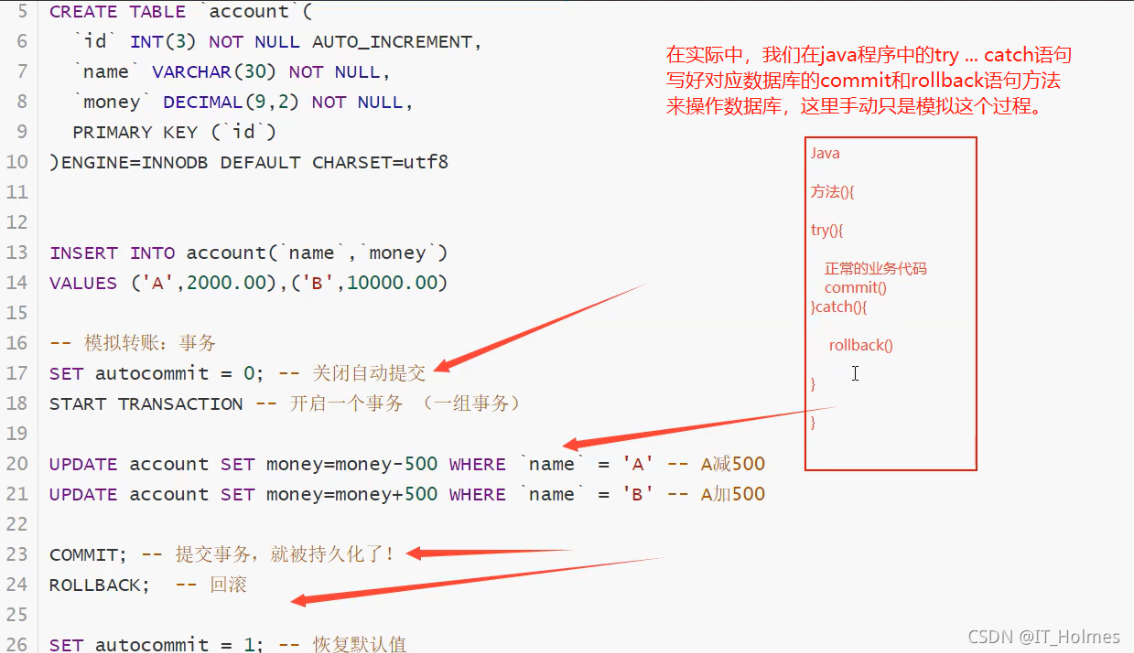 5 CREATE TABLE `account`(
6 `id` INT(3) NOT NULL AUTO_INCREMENT,
7 `name` VARCHAR(30) NOT NULL,
8 `money` DECIMAL(9,2) NOT NULL,
9 PRIMARY KEY (`id`)
10 )ENGINE=INNODB DEFAULT CHARSET=utf8
11
12
13 INSERT INTO account(`name`,`money`)
14 VALUES ('A',2000.00),('B',10000.00)
15
16 -- 模拟转账：事务
17 SET autocommit = 0; -- 关闭自动提交
18 START TRANSACTION -- 开启一个事务 （一组事务）
19
20 UPDATE account SET money=money-500 WHERE `name` = 'A' -- A减500
21 UPDATE account SET money=money+500 WHERE `name` = 'B' -- A加500
22
23 COMMIT; -- 提交事务，就被持久化了！
24 ROLLBACK; -- 回滚
25
26 SET autocommit = 1; -- 恢复默认值
在实际中，我们在java程序中的try ... catch语句
写好对应数据库的commit和rollback语句方法
来操作数据库，这里手动只是模拟这个过程。
Java
方法(){
try(){
正常的业务代码
commit()
}catch(){
rollback()
}
}
CSDN @IT_Holmes